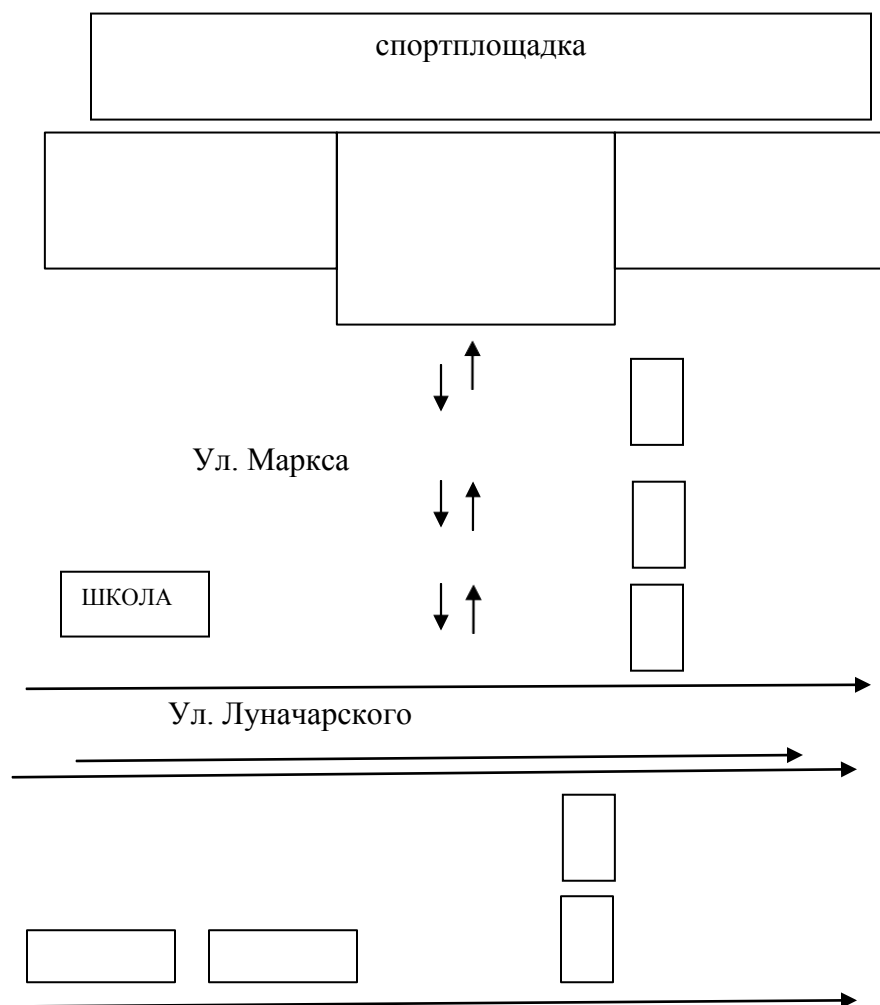 спортплощадка
Ул. Маркса
ШКОЛА
Ул. Луначарского